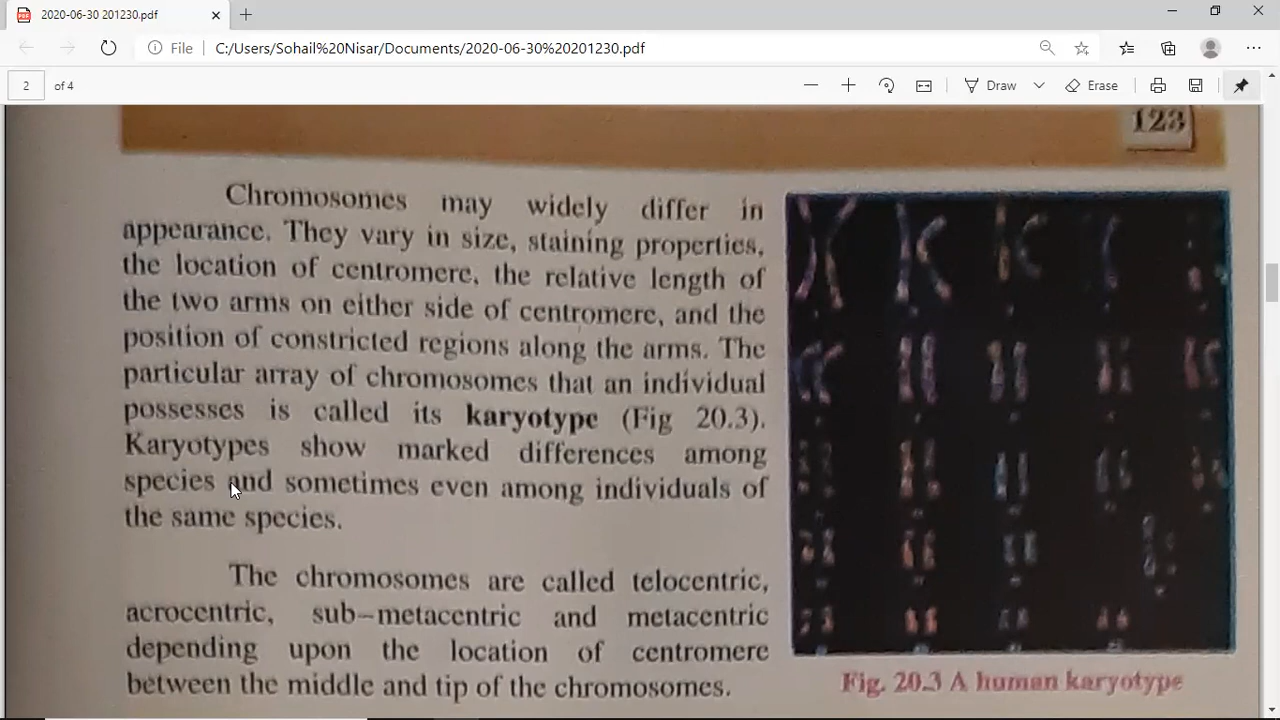 2020-06-30 201230.pdf
File C:/Users/Sohail%20Nisar/Documents/2020-06-30%20201230.pdf
2 of 4
Draw
Erase
123
Chromosomes may widely differ in
appearance. They vary in size, staining properties,
the location of centromere, the relative length of
the two arms on either side of centromere, and the
position of constricted regions along the arms. The
particular array of chromosomes that an individual
possesses is called its karyotype (Fig 20.3).
Karyotypes show marked differences among
species and sometimes even among individuals of
the same species.
The chromosomes are called telocentric,
acrocentric, sub-metacentric and metacentric
depending upon the location of centromere
between the middle and tip of the chromosomes.
Fig. 20.3 A human karyotype